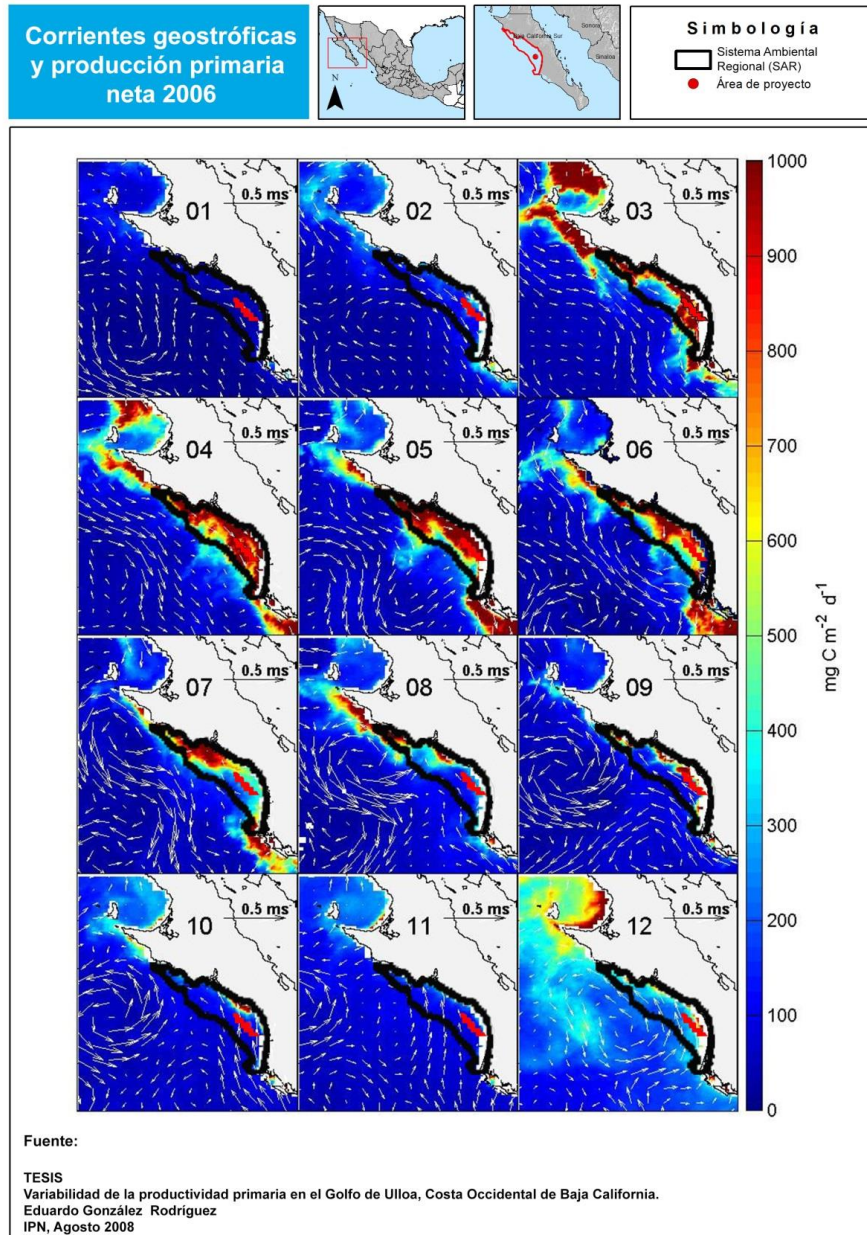 Corrientes geostróficas
y producción primaria
neta 2006
N
Baja California Sur
Sonora
Sinaloa
Simbología
Sistema Ambiental
Regional (SAR)
Área de proyecto
0.5 ms
01
0.5 ms
02
0.5 ms
03
0.5 ms
04
0.5 ms
05
0.5 ms
06
0.5 ms
07
0.5 ms
08
0.5 ms
09
0.5 ms
10
0.5 ms
11
0.5 ms
12
1000
900
800
700
600
500
400
300
200
100
0
mg C m⁻² d⁻¹
Fuente:
TESIS
Variabilidad de la productividad primaria en el Golfo de Ulloa, Costa Occidental de Baja California.
Eduardo González Rodríguez
IPN, Agosto 2008